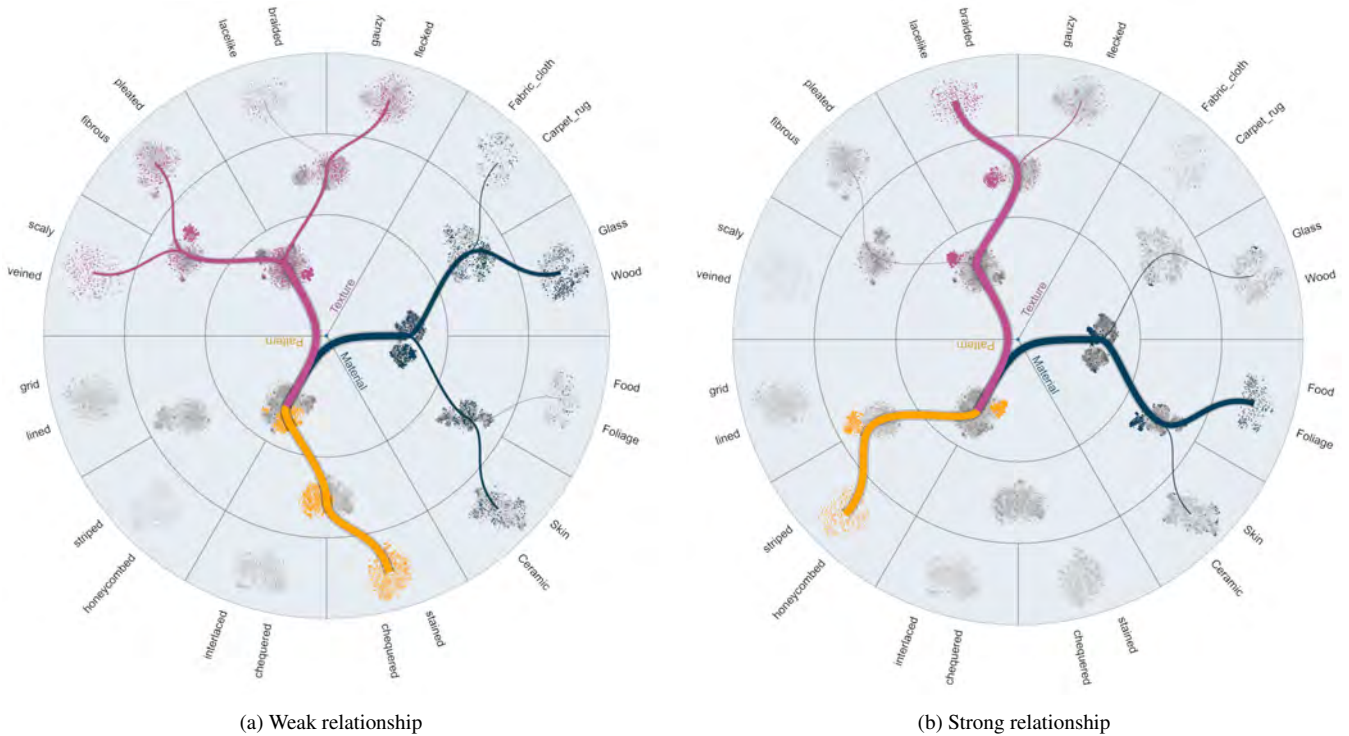 lacelike
braided
gauzy
flecked
pleated
fibrous
Fabric_cloth
Carpet_rug
scaly
veined
Glass
Wood
Texture
Pattern
Material
grid
lined
Food
Foliage
striped
honeycombed
Skin
Ceramic
interlaced
chequered
chequered
stained
(a) Weak relationship
lacelike
braided
gauzy
flecked
pleated
fibrous
Fabric_cloth
Carpet_rug
scaly
veined
Glass
Wood
Texture
Pattern
Material
grid
lined
Food
Foliage
striped
honeycombed
Skin
Ceramic
interlaced
chequered
chequered
stained
(b) Strong relationship